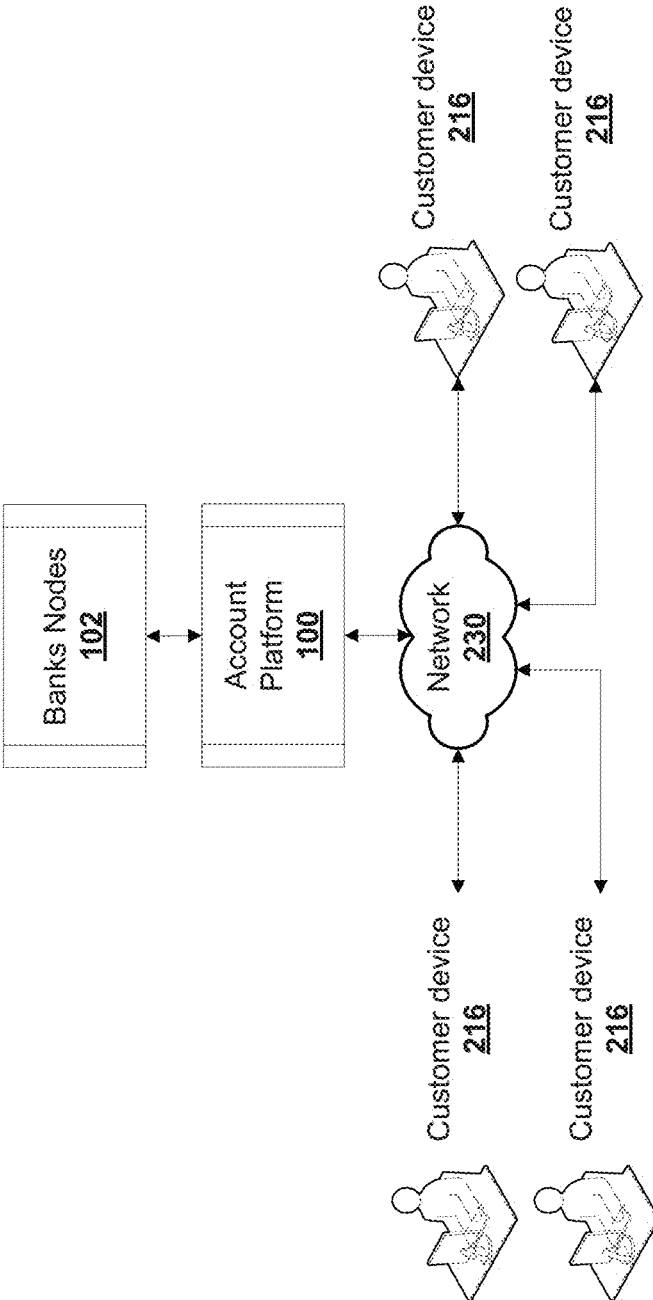 Banks Nodes
102
Account
Platform
100
Network
230
Customer device
216
Customer device
216
Customer device
216
Customer device
216